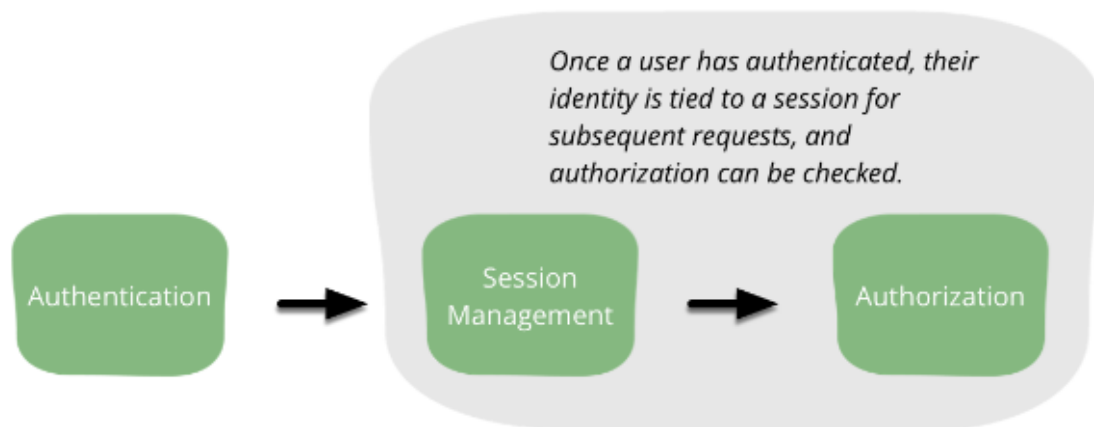 Once a user has authenticated, their
identity is tied to a session for
subsequent requests, and
authorization can be checked.
Authentication
Session
Management
Authorization